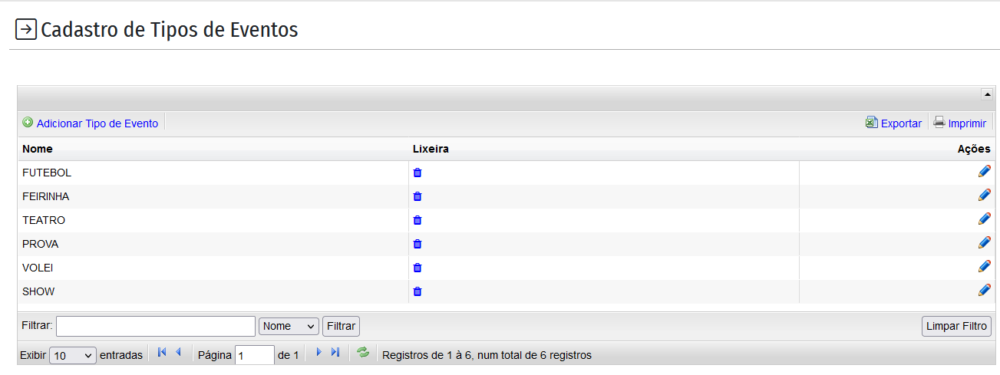 Cadastro de Tipos de Eventos
Adicionar Tipo de Evento Exportar Imprimir
Nome Lixeira Ações
FUTEBOL
FEIRINHA
TEATRO
PROVA
VOLEI
SHOW
Filtrar: Nome Filtrar Limpar Filtro
Exibir 10 entradas Página 1 de 1 Registros de 1 à 6, num total de 6 registros